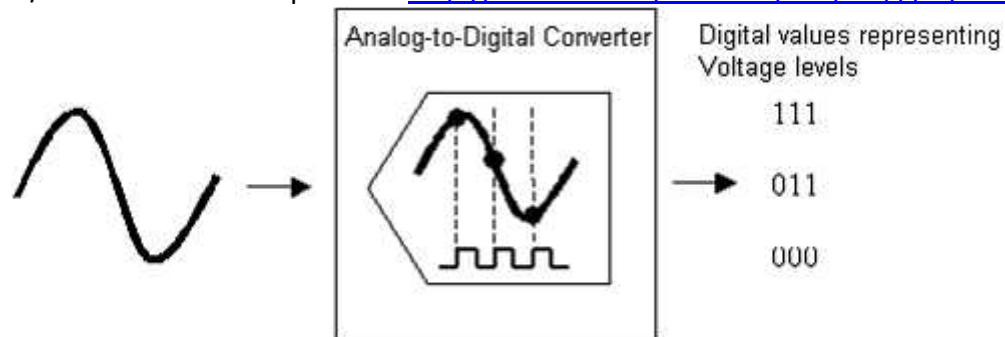 Analog-to-Digital Converter
Digital values representing
Voltage levels
111
011
000